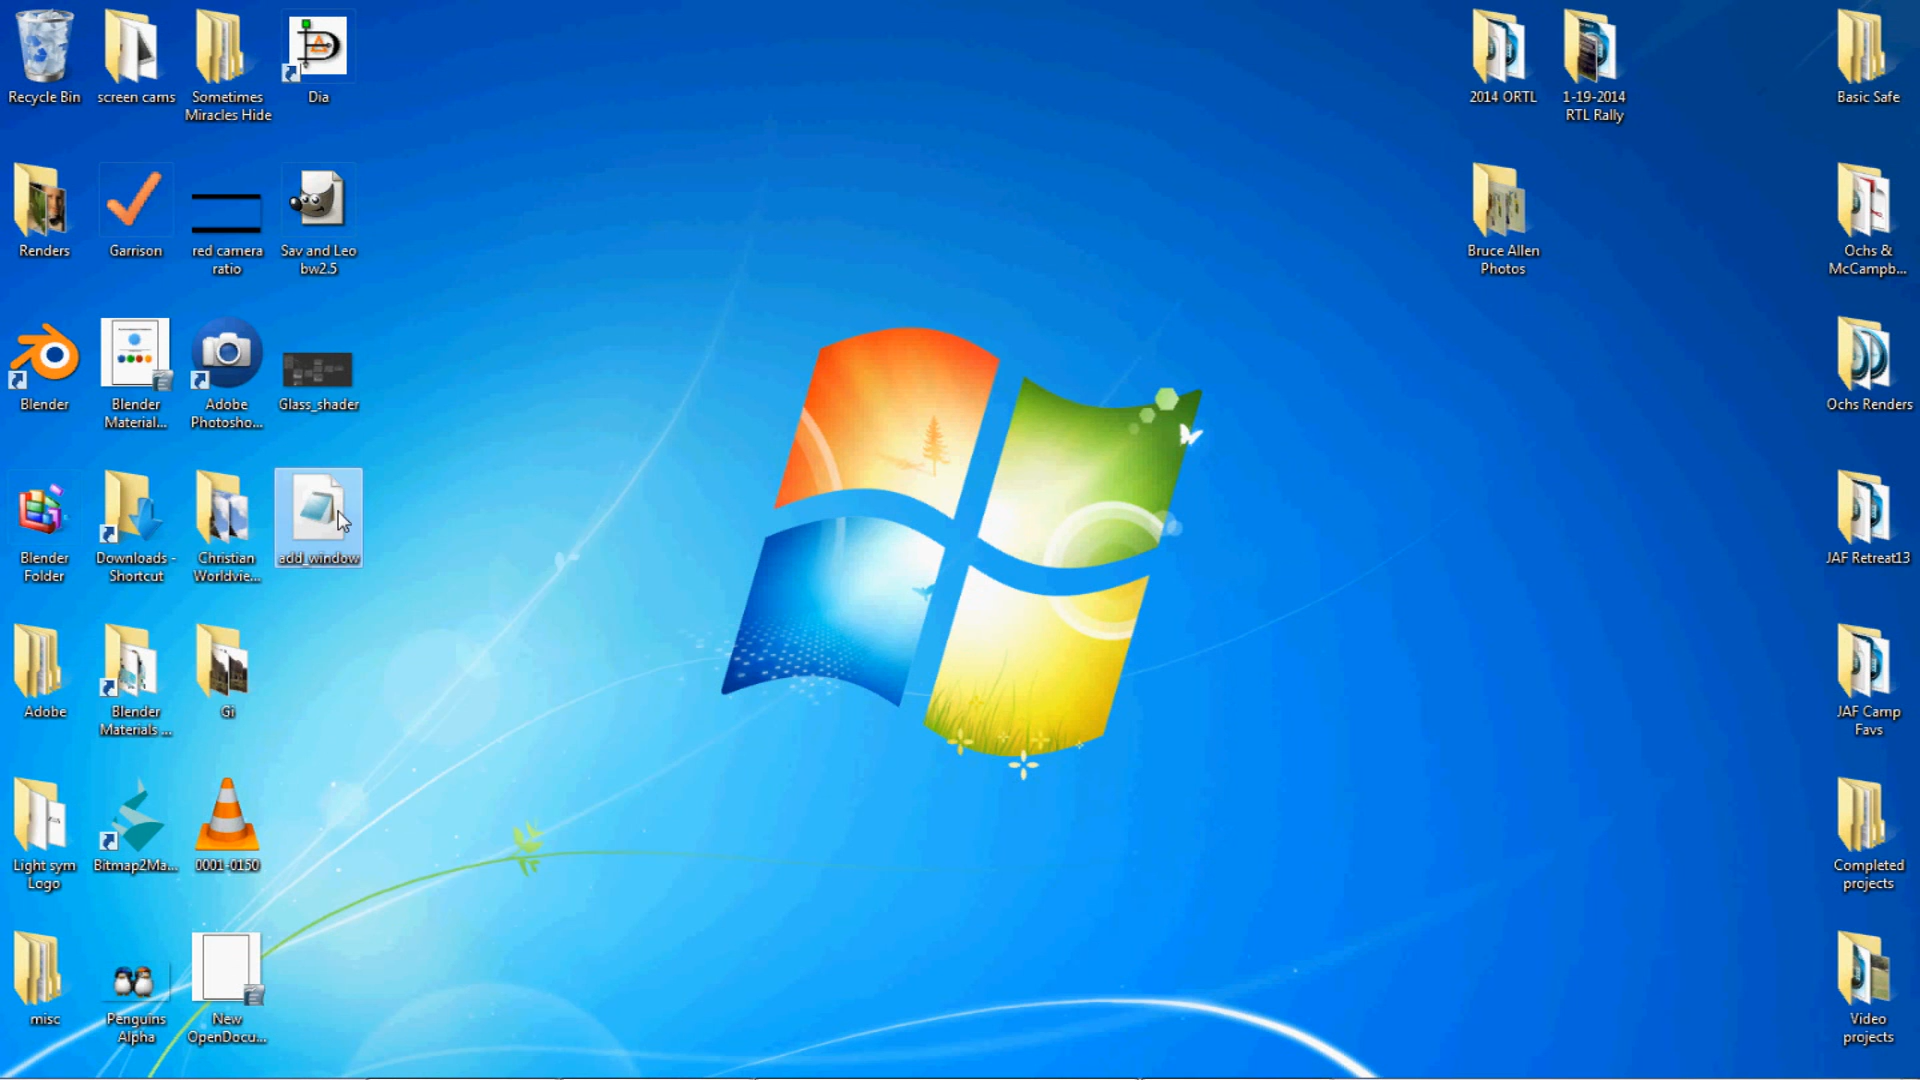 Recycle Bin
screen cams
Sometimes
Miracles Hide
Dia
2014 ORTL
1-19-2014
RTL Rally
Basic Safe
Renders
Garrison
red camera
ratio
Sav and Leo
bw2.5
Bruce Allen
Photos
Ochs &
McCampb...
Blender
Blender
Material...
Adobe
Photosho...
Glass_shader
Ochs Renders
Blender
Folder
Downloads -
Shortcut
Christian
Worldvie...
add_window
JAF Retreat13
Adobe
Blender
Materials ...
Gi
JAF Camp
Favs
Light sym
Logo
Bitmap2Ma...
0001-0150
Completed
projects
misc
Penguins
Alpha
New
OpenDocu...
Video
projects